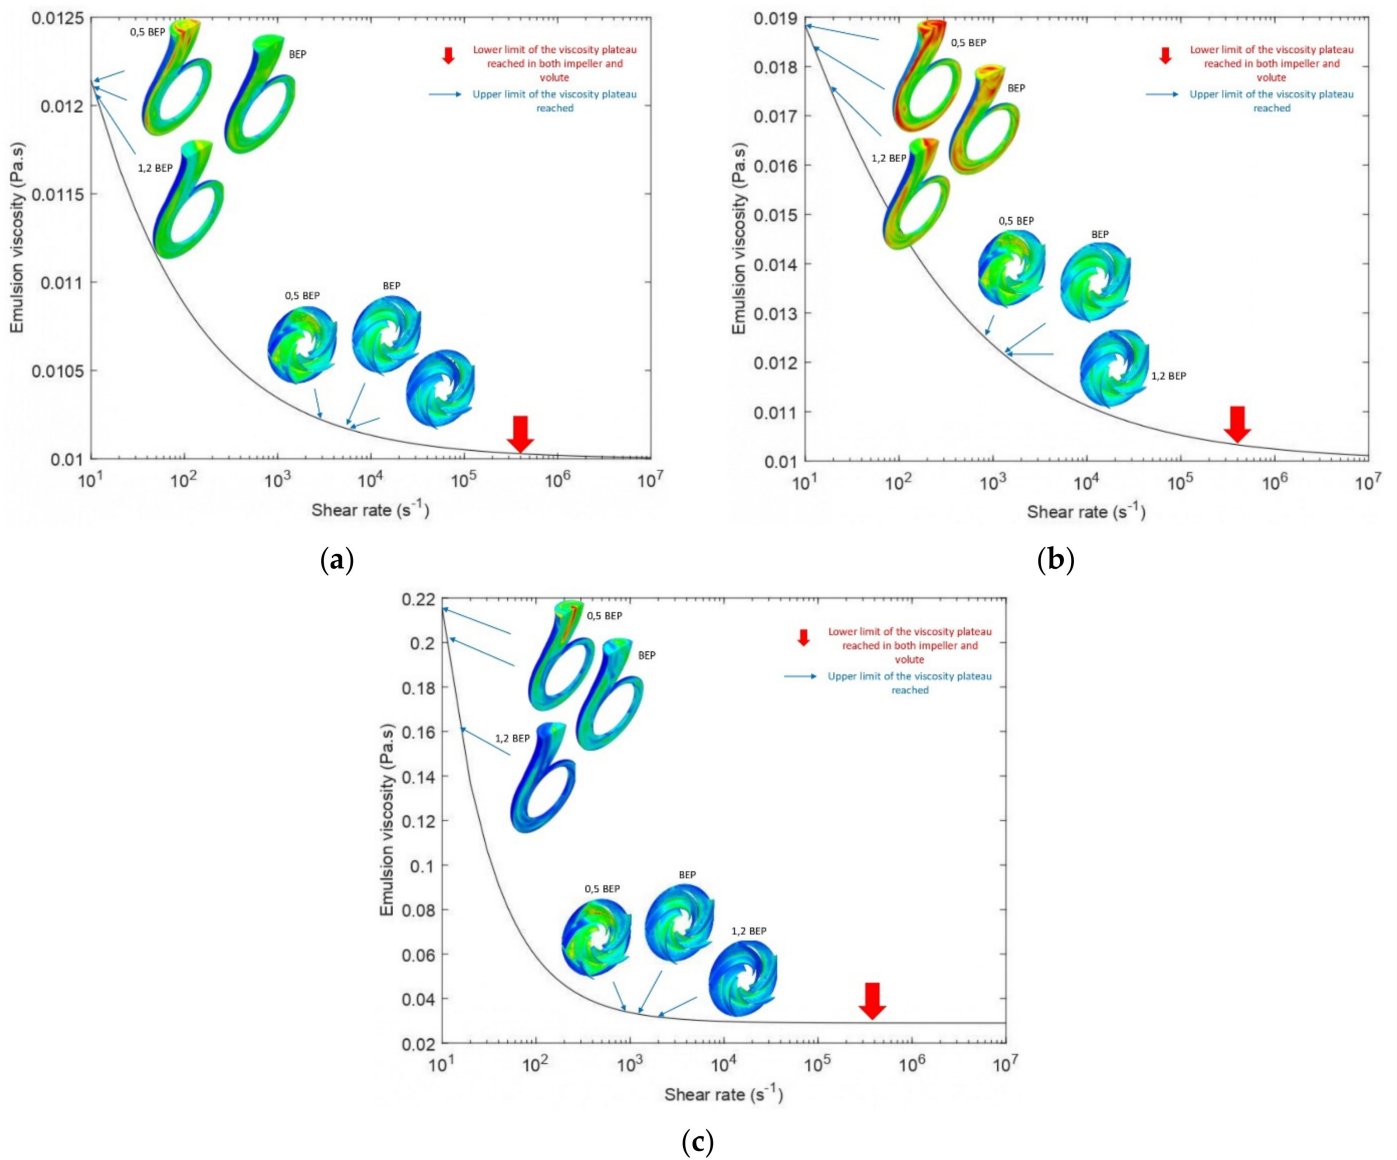 0.0125
0.012
0.0115
0.011
0.0105
0.01
Emulsion viscosity (Pa.s)
0,5 BEP
BEP
1,2 BEP
0,5 BEP
BEP
Lower limit of the viscosity plateau
reached in both impeller and
volute
Upper limit of the viscosity plateau
reached
10^1 10^2 10^3 10^4 10^5 10^6 10^7
Shear rate (s^-1)
(a)
0.019
0.018
0.017
0.016
0.015
0.014
0.013
0.012
0.011
0.01
Emulsion viscosity (Pa.s)
0,5 BEP
BEP
1,2 BEP
0,5 BEP
BEP
1,2 BEP
Lower limit of the viscosity plateau
reached in both impeller and
volute
Upper limit of the viscosity plateau
reached
10^1 10^2 10^3 10^4 10^5 10^6 10^7
Shear rate (s^-1)
(b)
0.22
0.2
0.18
0.16
0.14
0.12
0.1
0.08
0.06
0.04
0.02
Emulsion viscosity (Pa.s)
0,5 BEP
BEP
1,2 BEP
0,5 BEP
BEP
1,2 BEP
Lower limit of the viscosity plateau
reached in both impeller and
volute
Upper limit of the viscosity plateau
reached
10^1 10^2 10^3 10^4 10^5 10^6 10^7
Shear rate (s^-1)
(c)